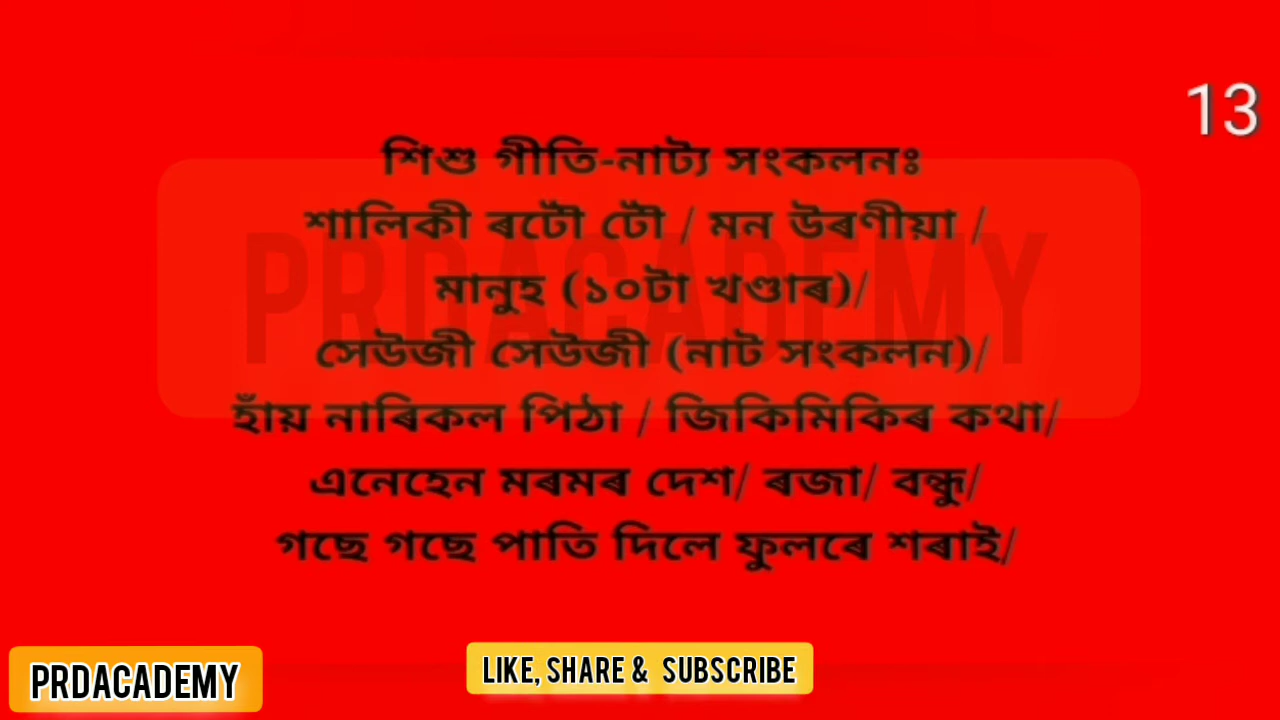 13
শিশু গীতি-নাট্য সংকলনঃ
শালিকী ৰটৌ টৌ / মন উৰণীয়া /
মানুহ (১০টা খণ্ডাৰ)/
সেউজী সেউজী (নাট সংকলন)/
হাঁয় নাৰিকল পিঠা / জিকিমিকিৰ কথা/
এনেহেন মৰমৰ দেশ/ ৰজা/ বন্ধু/
গছে গছে পাতি দিলে ফুলৰে শৰাই/
PRDACADEMY
PRDACADEMY
LIKE, SHARE & SUBSCRIBE